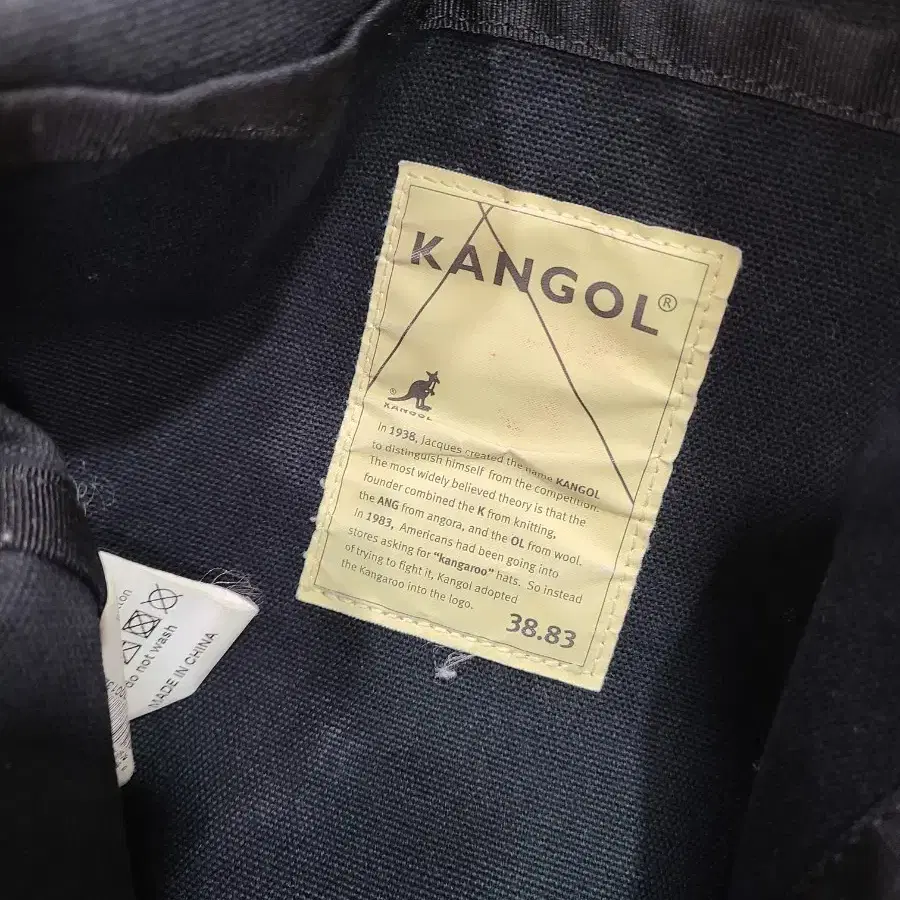 KANGOL®
®
KANGOL
In 1938, Jacques created the name KANGOL
to distinguish himself from the competition.
The most widely believed theory is that the
founder combined the K from knitting,
the ANG from angora, and the OL from wool.
In 1983, Americans had been going into
stores asking for "kangaroo" hats. So instead
of trying to fight it, Kangol adopted
the Kangaroo into the logo.
38.83
do not wash
MADE IN CHINA